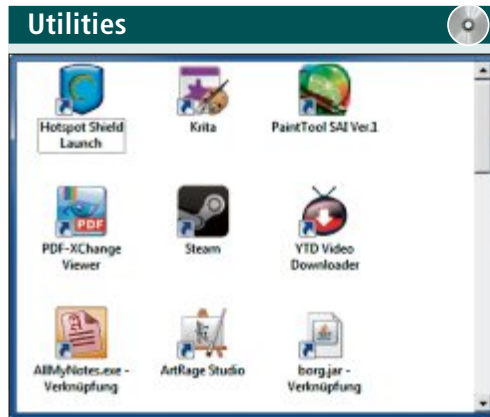 Utilities
Hotspot Shield
Launch
Krita
PaintTool SAI Ver.1
PDF
PDF-XChange
Viewer
Steam
YTD Video
Downloader
AllMyNotes.exe -
Verknüpfung
ArtRage Studio
borg.jar -
Verknüpfung